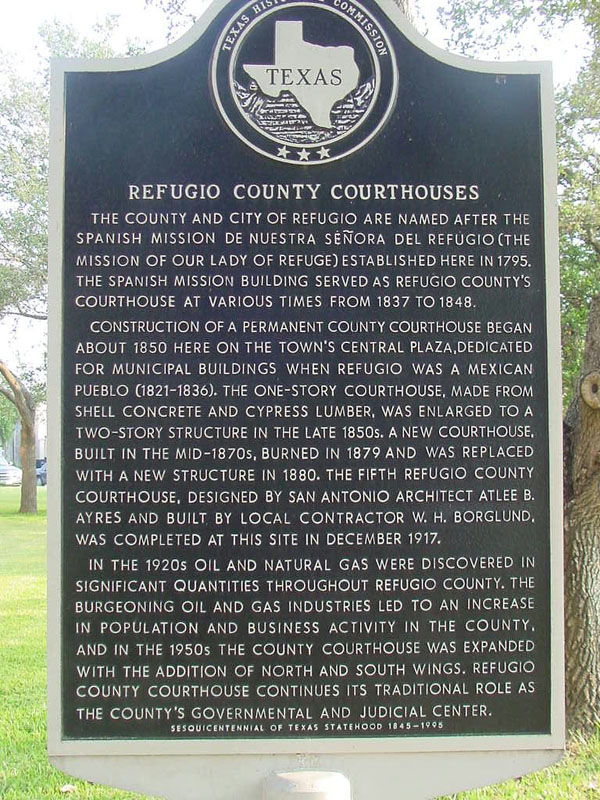 TEXAS HISTORICAL COMMISSION
TEXAS
REFUGIO COUNTY COURTHOUSES
THE COUNTY AND CITY OF REFUGIO ARE NAMED AFTER THE
SPANISH MISSION DE NUESTRA SEÑORA DEL REFUGIO (THE
MISSION OF OUR LADY OF REFUGE) ESTABLISHED HERE IN 1795.
THE SPANISH MISSION BUILDING SERVED AS REFUGIO COUNTY'S
COURTHOUSE AT VARIOUS TIMES FROM 1837 TO 1848.
CONSTRUCTION OF A PERMANENT COUNTY COURTHOUSE BEGAN
ABOUT 1850 HERE ON THE TOWN'S CENTRAL PLAZA, DEDICATED
FOR MUNICIPAL BUILDINGS WHEN REFUGIO WAS A MEXICAN
PUEBLO (1821-1836). THE ONE-STORY COURTHOUSE, MADE FROM
SHELL CONCRETE AND CYPRESS LUMBER, WAS ENLARGED TO A
TWO-STORY STRUCTURE IN THE LATE 1850s. A NEW COURTHOUSE,
BUILT IN THE MID-1870s, BURNED IN 1879 AND WAS REPLACED
WITH A NEW STRUCTURE IN 1880. THE FIFTH REFUGIO COUNTY
COURTHOUSE, DESIGNED BY SAN ANTONIO ARCHITECT ATLEE B.
AYRES AND BUILT BY LOCAL CONTRACTOR W. H. BORGLUND,
WAS COMPLETED AT THIS SITE IN DECEMBER 1917.
IN THE 1920s OIL AND NATURAL GAS WERE DISCOVERED IN
SIGNIFICANT QUANTITIES THROUGHOUT REFUGIO COUNTY. THE
BURGEONING OIL AND GAS INDUSTRIES LED TO AN INCREASE
IN POPULATION AND BUSINESS ACTIVITY IN THE COUNTY,
AND IN THE 1950s THE COUNTY COURTHOUSE WAS EXPANDED
WITH THE ADDITION OF NORTH AND SOUTH WINGS. REFUGIO
COUNTY COURTHOUSE CONTINUES ITS TRADITIONAL ROLE AS
THE COUNTY'S GOVERNMENTAL AND JUDICIAL CENTER.
SESQUICENTENNIAL OF TEXAS STATEHOOD 1845-1995